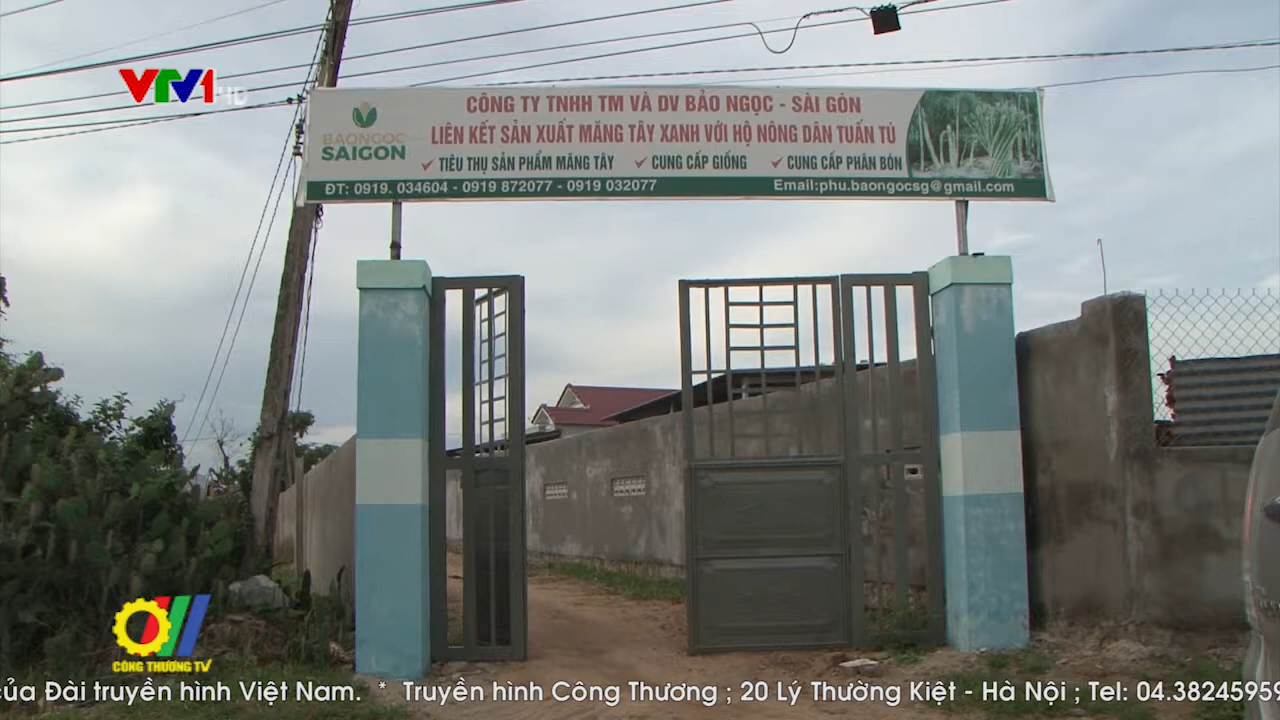 VTV1 HD
CÔNG TY TNHH TM VÀ DV BẢO NGỌC - SÀI GÒN
LIÊN KẾT SẢN XUẤT MĂNG TÂY XANH VỚI HỘ NÔNG DÂN TUẤN TÚ
BAONGOC
SAIGON
TIÊU THỤ SẢN PHẨM MĂNG TÂY CUNG CẤP GIỐNG CUNG CẤP PHÂN BÓN
ĐT: 0919. 034604 - 0919 872077 - 0919 032077 Email:phu.baongocsg@gmail.com
CÔNG THƯƠNG TV
của Đài truyền hình Việt Nam. * Truyền hình Công Thương ; 20 Lý Thường Kiệt - Hà Nội ; Tel: 04.38245959